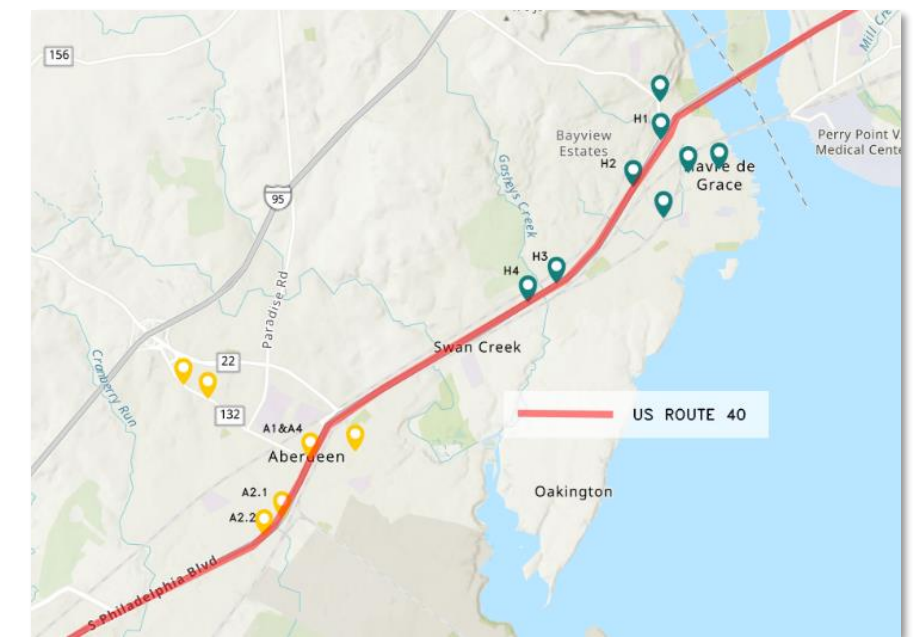 156
Mill Cre
H1
Bayview
Estates
Perry Point V
Medical Cente
H2
Havre de
Grace
Gasheys Creek
95
H3
H4
Paradise Rd
Swan Creek
22
Cranberry Run
132
US ROUTE 40
A1&A4
Aberdeen
A2.1
Oakington
A2.2
S Philadelphia Blvd